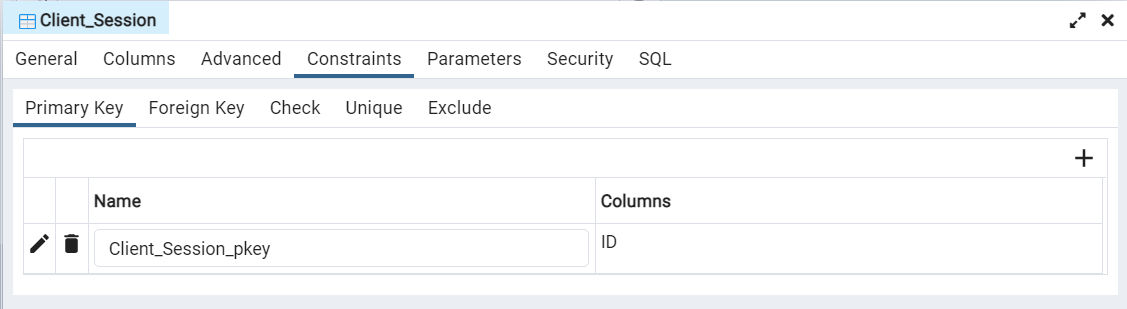 Client_Session
General Columns Advanced Constraints Parameters Security SQL
Primary Key Foreign Key Check Unique Exclude
Name Columns
Client_Session_pkey ID